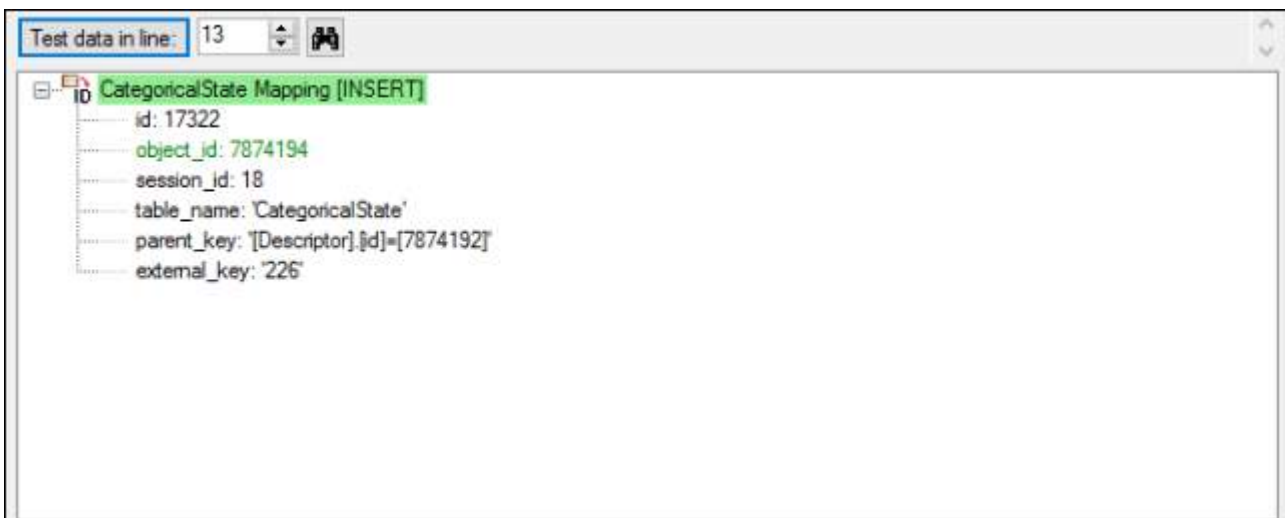 Test data in line: 13
ID CategoricalState Mapping [INSERT]
id: 17322
object_id: 7874194
session_id: 18
table_name: 'CategoricalState'
parent_key: '[Descriptor].[id]=[7874192]'
external_key: '226'